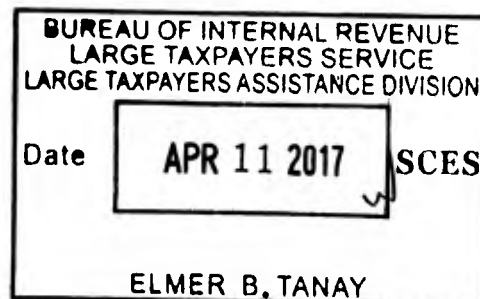 BUREAU OF INTERNAL REVENUE
LARGE TAXPAYERS SERVICE
LARGE TAXPAYERS ASSISTANCE DIVISION
Date APR 11 2017 SCES
ELMER B. TANAY